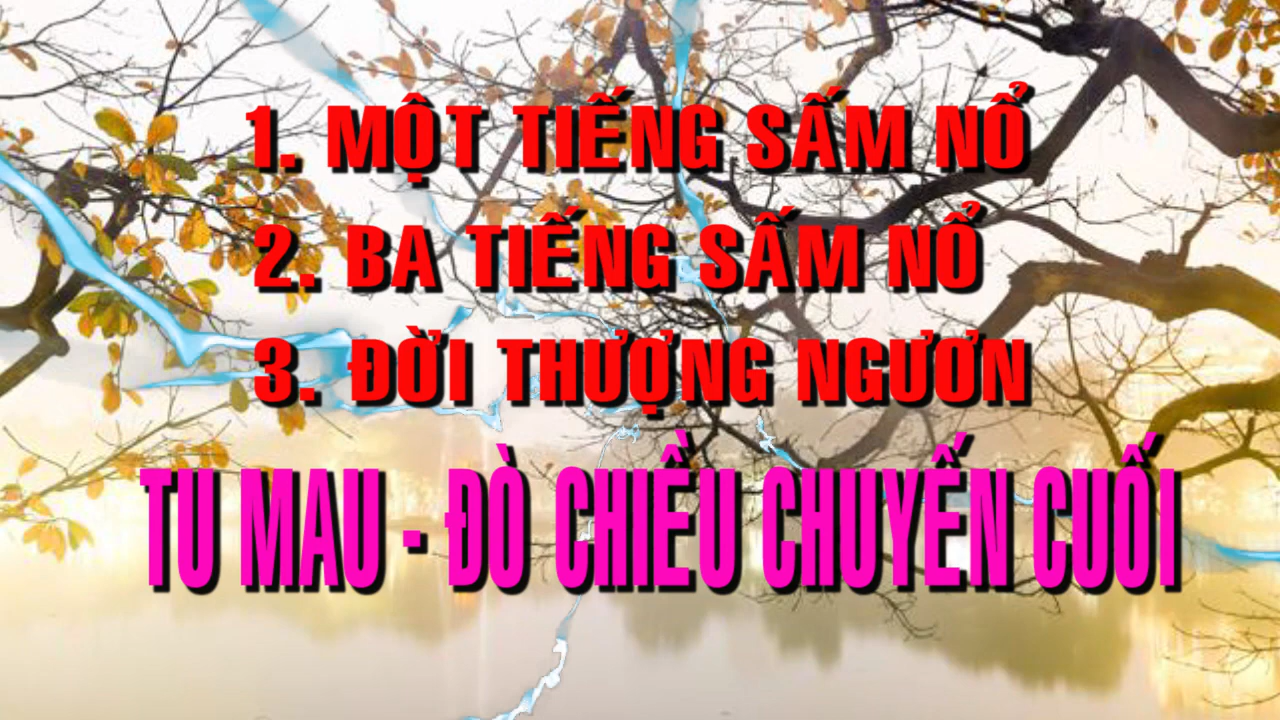 1. MỘT TIẾNG SẤM NỔ
2. BA TIẾNG SẤM NỔ
3. ĐỜI THƯỢNG NGƯƠN
TU MAU - ĐÒ CHIỀU CHUYẾN CUỐI